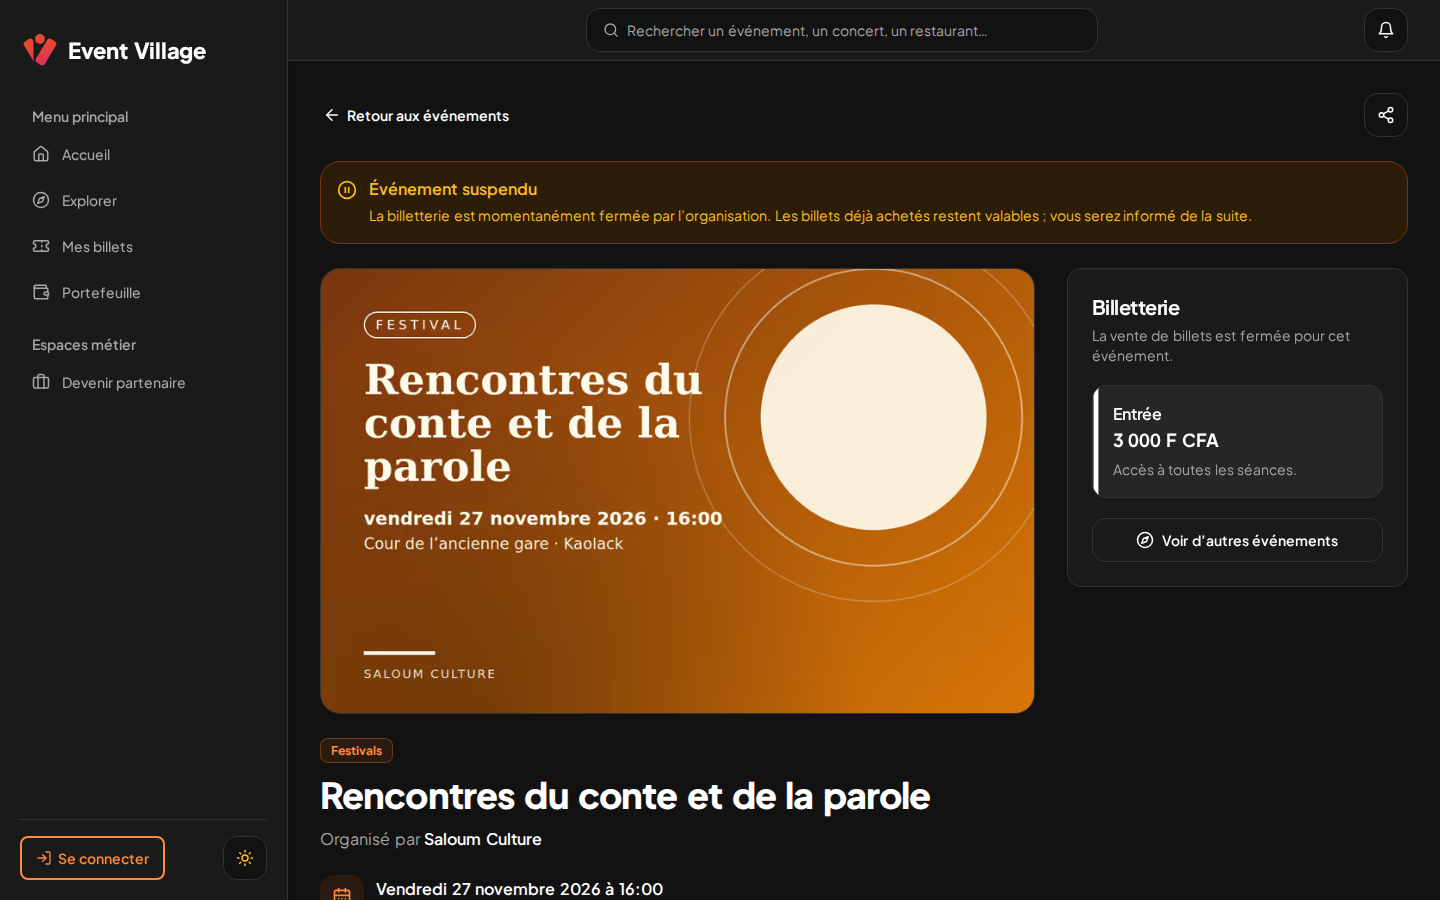 Event Village
Rechercher un événement, un concert, un restaurant…
Menu principal
Accueil
Explorer
Mes billets
Portefeuille
Espaces métier
Devenir partenaire
Se connecter
Retour aux événements
Événement suspendu
La billetterie est momentanément fermée par l’organisation. Les billets déjà achetés restent valables ; vous serez informé de la suite.
FESTIVAL
Rencontres du
conte et de la
parole
vendredi 27 novembre 2026 · 16:00
Cour de l’ancienne gare · Kaolack
SALOUM CULTURE
Billetterie
La vente de billets est fermée pour cet
événement.
Entrée
3 000 F CFA
Accès à toutes les séances.
Voir d’autres événements
Festivals
Rencontres du conte et de la parole
Organisé par Saloum Culture
Vendredi 27 novembre 2026 à 16:00